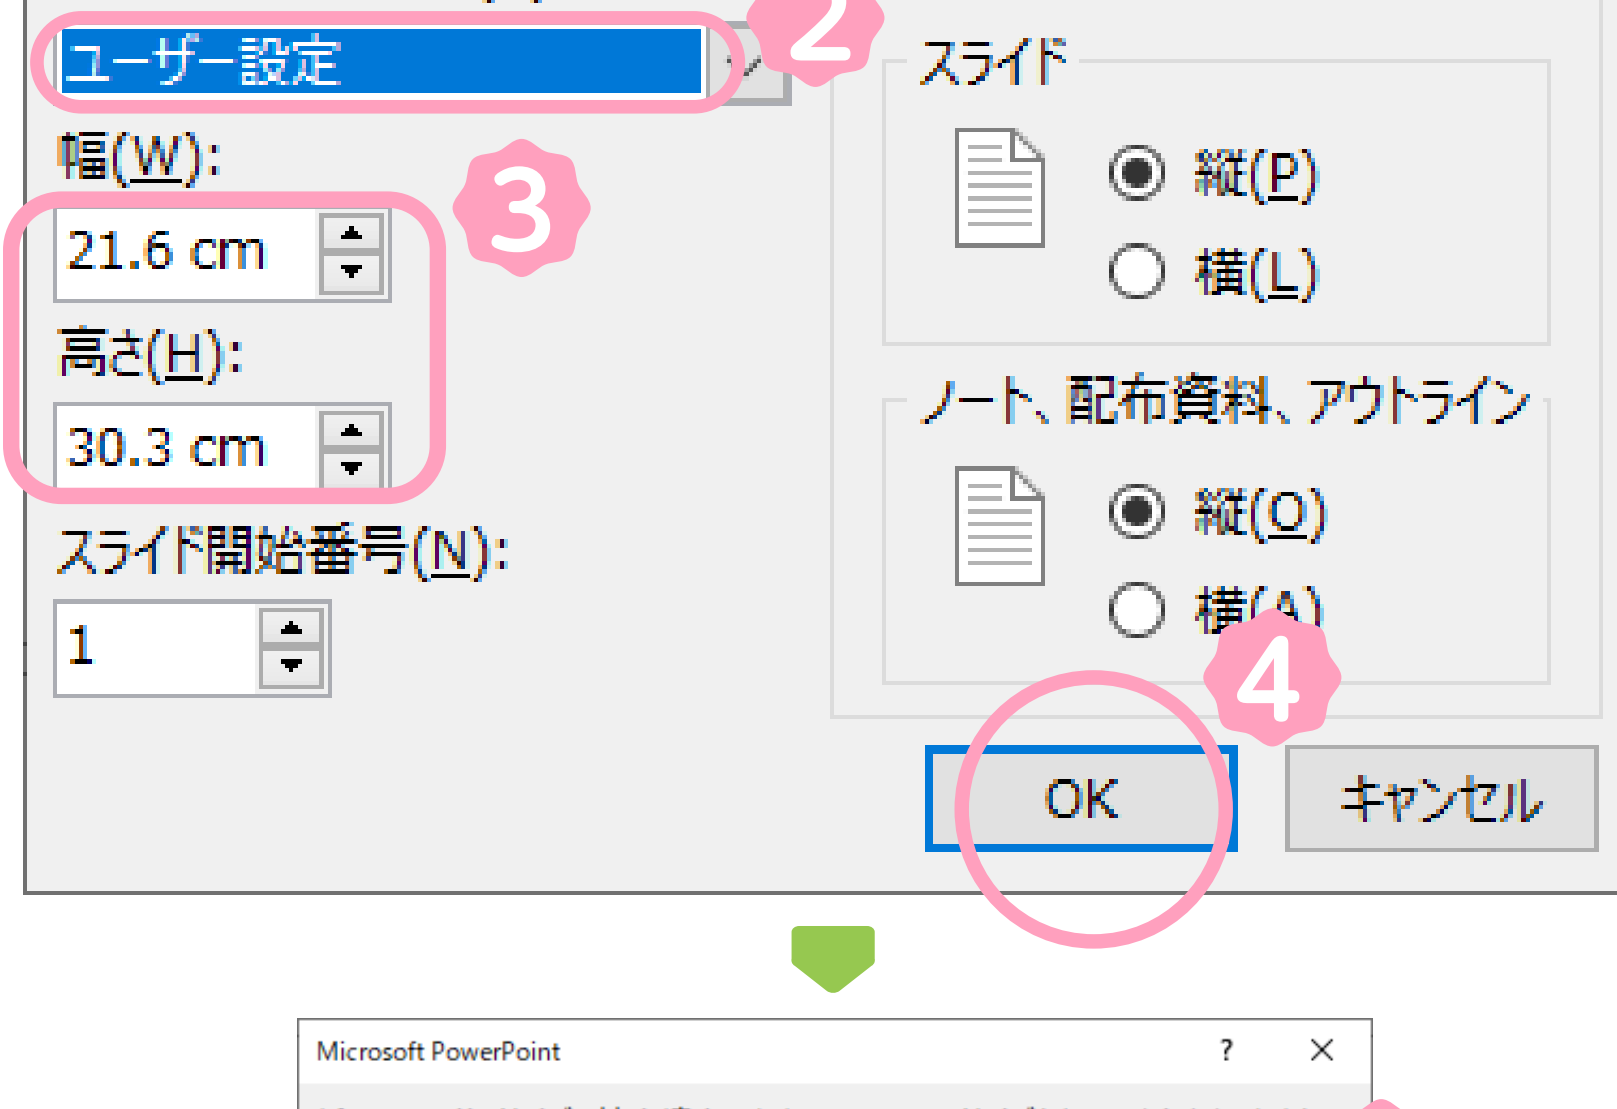 2
ユーザー設定
スライド
幅(W):
3
縦(P)
21.6 cm
横(L)
高さ(H):
ノート、配布資料、アウトライン
30.3 cm
縦(O)
スライド開始番号(N):
横(A)
1
4
OK
キャンセル
Microsoft PowerPoint
?